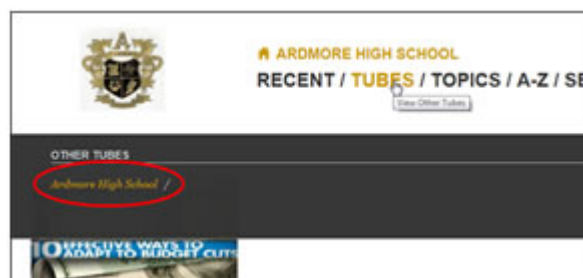 A
ARDMORE HIGH SCHOOL
RECENT / TUBES / TOPICS / A-Z / SE
View Other Tubes
OTHER TUBES
Ardmore High School /
10 EFFECTIVE WAYS TO
ADAPT TO BUDGET CUTS